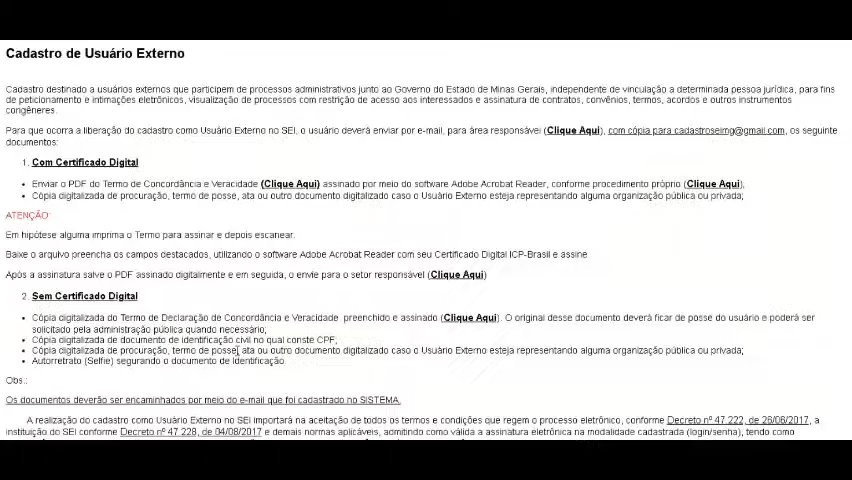 Cadastro de Usuário Externo
Cadastro destinado a usuários externos que participem de processos administrativos junto ao Governo do Estado de Minas Gerais, independente de vinculação a determinada pessoa jurídica, para fins
de peticionamento e intimações eletrônicos, visualização de processos com restrição de acesso aos interessados e assinatura de contratos, convênios, termos, acordos e outros instrumentos
congêneres.
Para que ocorra a liberação do cadastro como Usuário Externo no SEI, o usuário deverá enviar por e-mail, para área responsável (Clique Aqui), com cópia para cadastroseimg@gmail.com, os seguinte
documentos:
1. Com Certificado Digital
• Enviar o PDF do Termo de Concordância e Veracidade (Clique Aqui) assinado por meio do software Adobe Acrobat Reader, conforme procedimento próprio (Clique Aqui);
• Cópia digitalizada de procuração, termo de posse, ata ou outro documento digitalizado caso o Usuário Externo esteja representando alguma organização pública ou privada;
ATENÇÃO:
Em hipótese alguma imprima o Termo para assinar e depois escanear.
Baixe o arquivo preencha os campos destacados, utilizando o software Adobe Acrobat Reader com seu Certificado Digital ICP-Brasil e assine
Após a assinatura salve o PDF assinado digitalmente e em seguida, o envie para o setor responsável (Clique Aqui)
2. Sem Certificado Digital
• Cópia digitalizada do Termo de Declaração de Concordância e Veracidade preenchido e assinado (Clique Aqui). O original desse documento deverá ficar de posse do usuário e poderá ser
solicitado pela administração pública quando necessário;
• Cópia digitalizada de documento de identificação civil no qual conste CPF;
• Cópia digitalizada de procuração, termo de posse, ata ou outro documento digitalizado caso o Usuário Externo esteja representando alguma organização pública ou privada;
• Autorretrato (Selfie) segurando o documento de Identificação.
Obs.:
Os documentos deverão ser encaminhados por meio do e-mail que foi cadastrado no SISTEMA.
A realização do cadastro como Usuário Externo no SEI importará na aceitação de todos os termos e condições que regem o processo eletrônico, conforme Decreto nº 47.222, de 26/06/2017, a
instituição do SEI conforme Decreto nº 47.228, de 04/08/2017 e demais normas aplicáveis, admitindo como válida a assinatura eletrônica na modalidade cadastrada (login/senha), tendo como